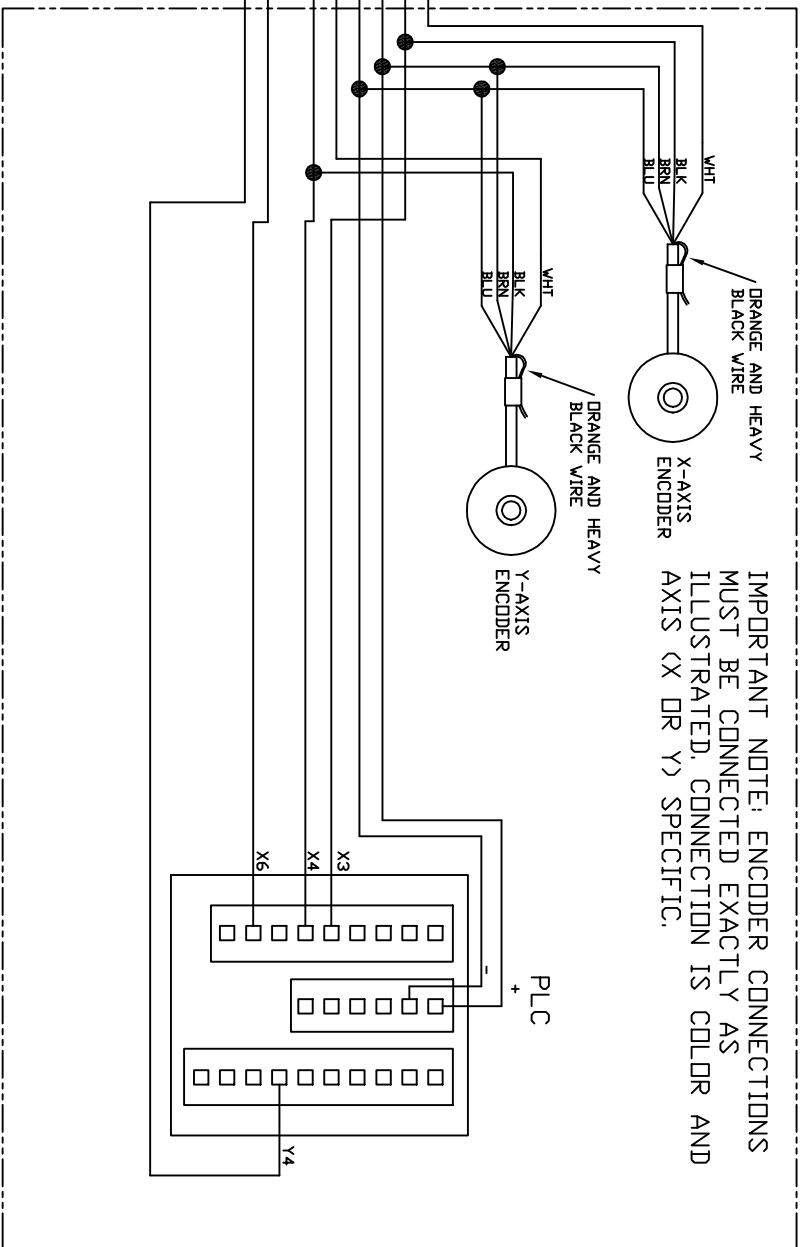 IMPORTANT NOTE: ENCODER CONNECTIONS
MUST BE CONNECTED EXACTLY AS
ILLUSTRATED. CONNECTION IS COLOR AND
AXIS (X OR Y) SPECIFIC.
ORANGE AND HEAVY
BLACK WIRE
WHT
BLK
BRN
BLU
X-AXIS
ENCODER
ORANGE AND HEAVY
BLACK WIRE
WHT
BLK
BRN
BLU
Y-AXIS
ENCODER
PLC
+
-
X3
X4
X6
Y4